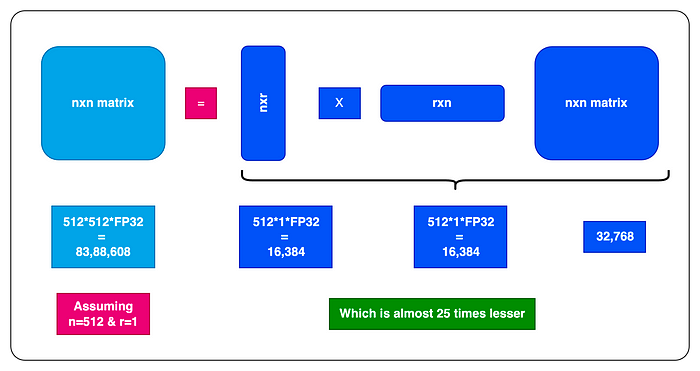 nxn matrix
=
nxr
X
rxn
nxn matrix
512*512*FP32
=
83,88,608
512*1*FP32
=
16,384
512*1*FP32
=
16,384
32,768
Assuming
n=512 & r=1
Which is almost 25 times lesser